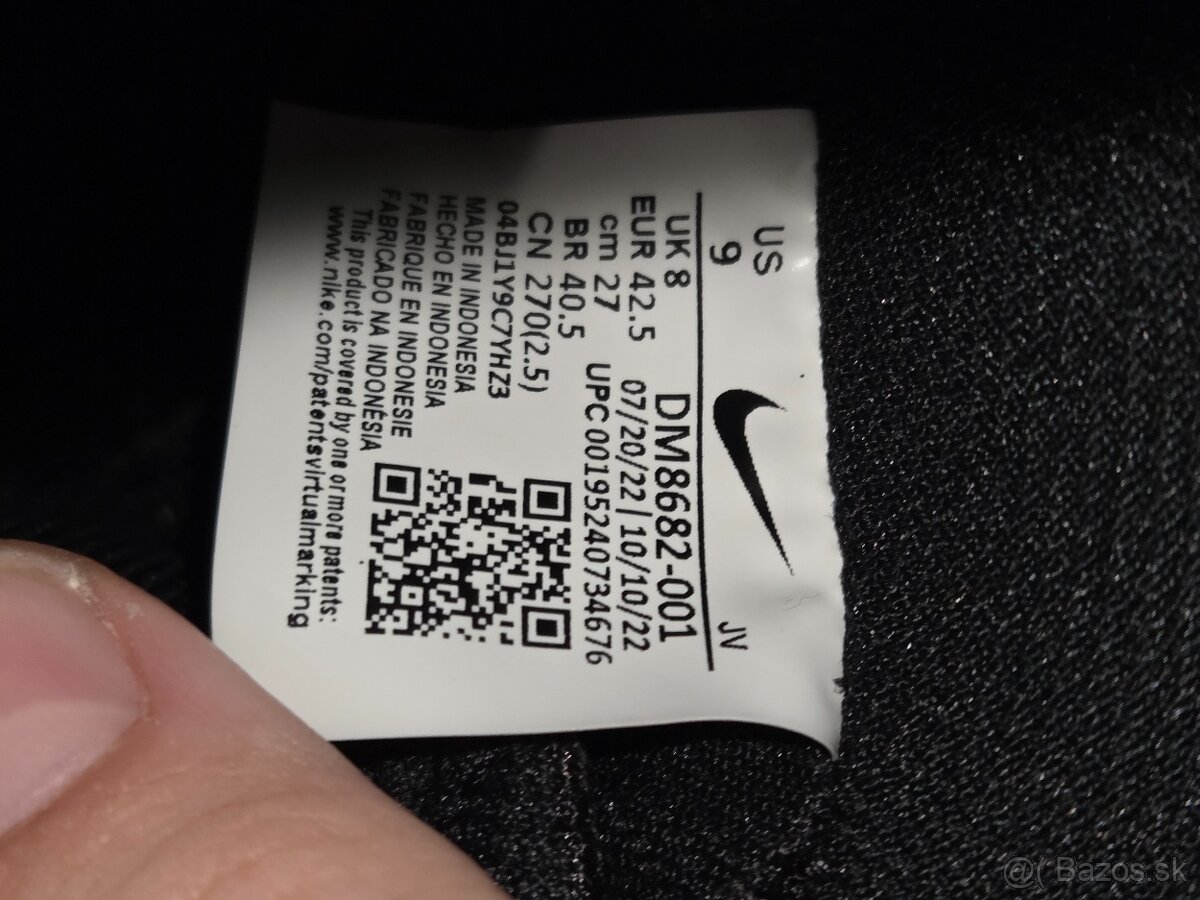 US
9
JV
UK 8
DM8682-001
EUR 42.5
07/20/22 | 10/10/22
cm 27
UPC 00195240734676
BR 40.5
CN 270(2.5)
04BJ1Y9C7YHZ3
MADE IN INDONESIA
HECHO EN INDONESIA
FABRIQUE EN INDONESIE
FABRICADO NA INDONÉSIA
This product is covered by one or more patents:
www.nike.com/patentsvirtualmarking
@( Bazos.sk